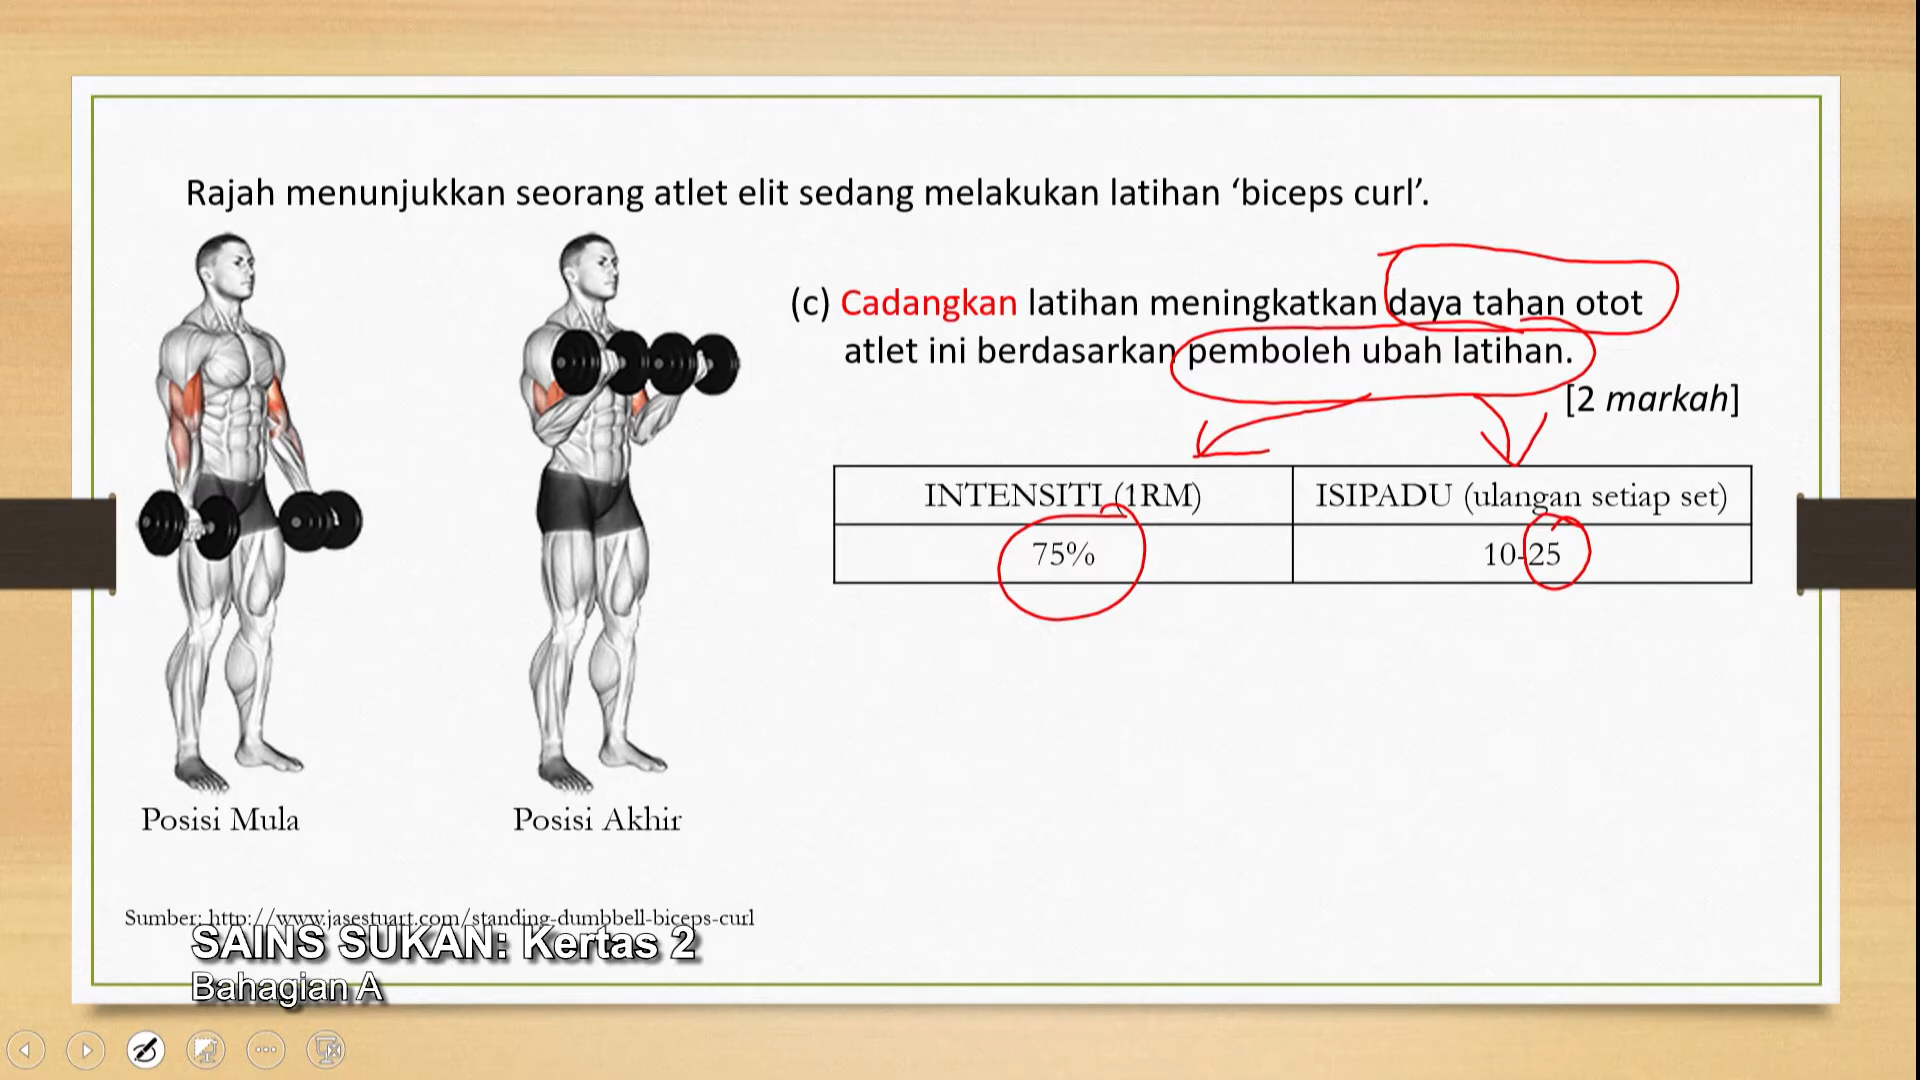 Rajah menunjukkan seorang atlet elit sedang melakukan latihan ‘biceps curl’.
(c) Cadangkan latihan meningkatkan daya tahan otot
atlet ini berdasarkan pemboleh ubah latihan.
[2 markah]
INTENSITI (1RM) ISIPADU (ulangan setiap set)
75% 10-25
Posisi Mula Posisi Akhir
Sumber: http://www.jasestuart.com/standing-dumbbell-biceps-curl
SAINS SUKAN: Kertas 2
Bahagian A